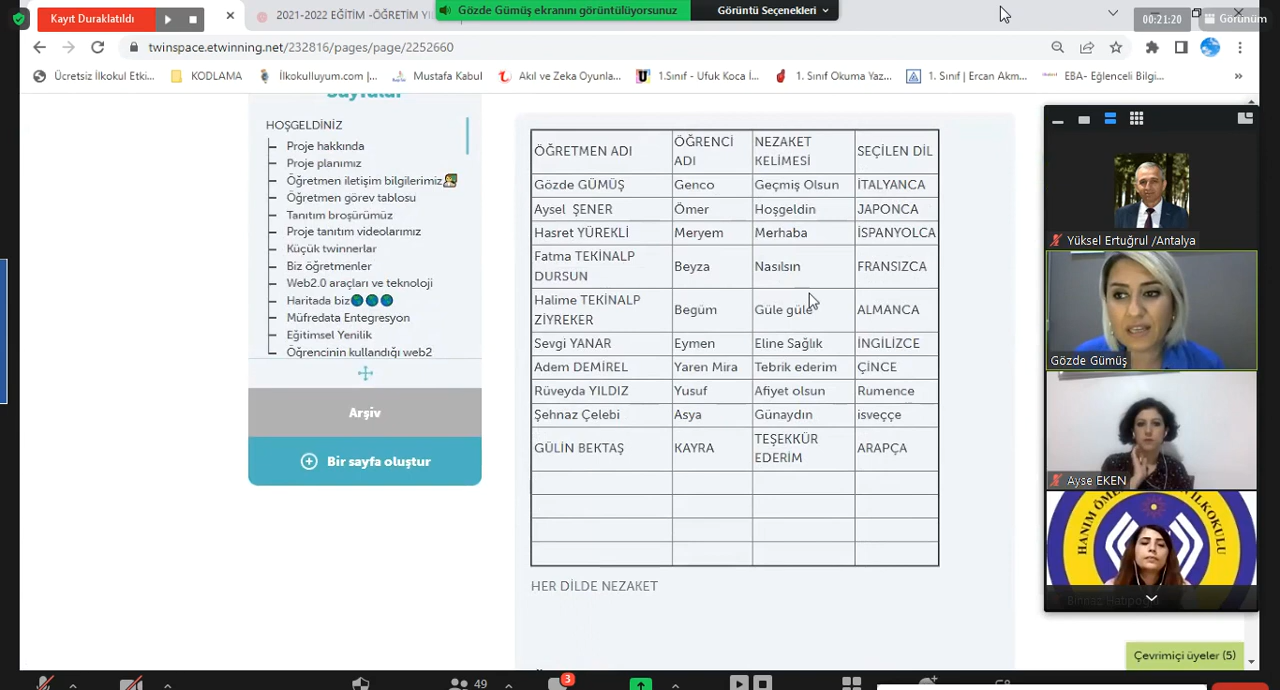 Kayıt Duraklatıldı
2021-2022 EĞİTİM -ÖĞRETİM YI
Gözde Gümüş ekranını görüntülüyorsunuz
Görüntü Seçenekleri
00:21:20
Görünüm
twinspace.etwinning.net/232816/pages/page/2252660
Ücretsiz İlkokul Etki...
KODLAMA
İlkokulluyum.com |...
Mustafa Kabul
Akıl ve Zeka Oyunla...
1.Sınıf - Ufuk Koca İ...
1. Sınıf Okuma Yaz...
1. Sınıf | Ercan Akm...
EBA- Eğlenceli Bilgi...
»
Sayfalar
HOŞGELDİNİZ
Proje hakkında
Proje planımız
Öğretmen iletişim bilgilerimiz
Öğretmen görev tablosu
Tanıtım broşürümüz
Proje tanıtım videolarımız
Küçük twinnerlar
Biz öğretmenler
Web2.0 araçları ve teknoloji
Haritada biz
Müfredata Entegresyon
Eğitimsel Yenilik
Öğrencinin kullandığı web2
Arşiv
Bir sayfa oluştur
ÖĞRETMEN ADI ÖĞRENCİ ADI NEZAKET KELİMESİ SEÇİLEN DİL
Gözde GÜMÜŞ Genco Geçmiş Olsun İTALYANCA
Aysel ŞENER Ömer Hoşgeldin JAPONCA
Hasret YÜREKLİ Meryem Merhaba İSPANYOLCA
Fatma TEKİNALP DURSUN Beyza Nasılsın FRANSIZCA
Halime TEKİNALP ZİYREKER Begüm Güle güle ALMANCA
Sevgi YANAR Eymen Eline Sağlık İNGİLİZCE
Adem DEMİREL Yaren Mira Tebrik ederim ÇİNCE
Rüveyda YILDIZ Yusuf Afiyet olsun Rumence
Şehnaz Çelebi Asya Günaydın isveççe
GÜLİN BEKTAŞ KAYRA TEŞEKKÜR EDERİM ARAPÇA
HER DİLDE NEZAKET
Yüksel Ertuğrul /Antalya
Gözde Gümüş
Ayse EKEN
HANIM ÖME
İLKOKULU
Çevrimiçi üyeler (5)
49
3